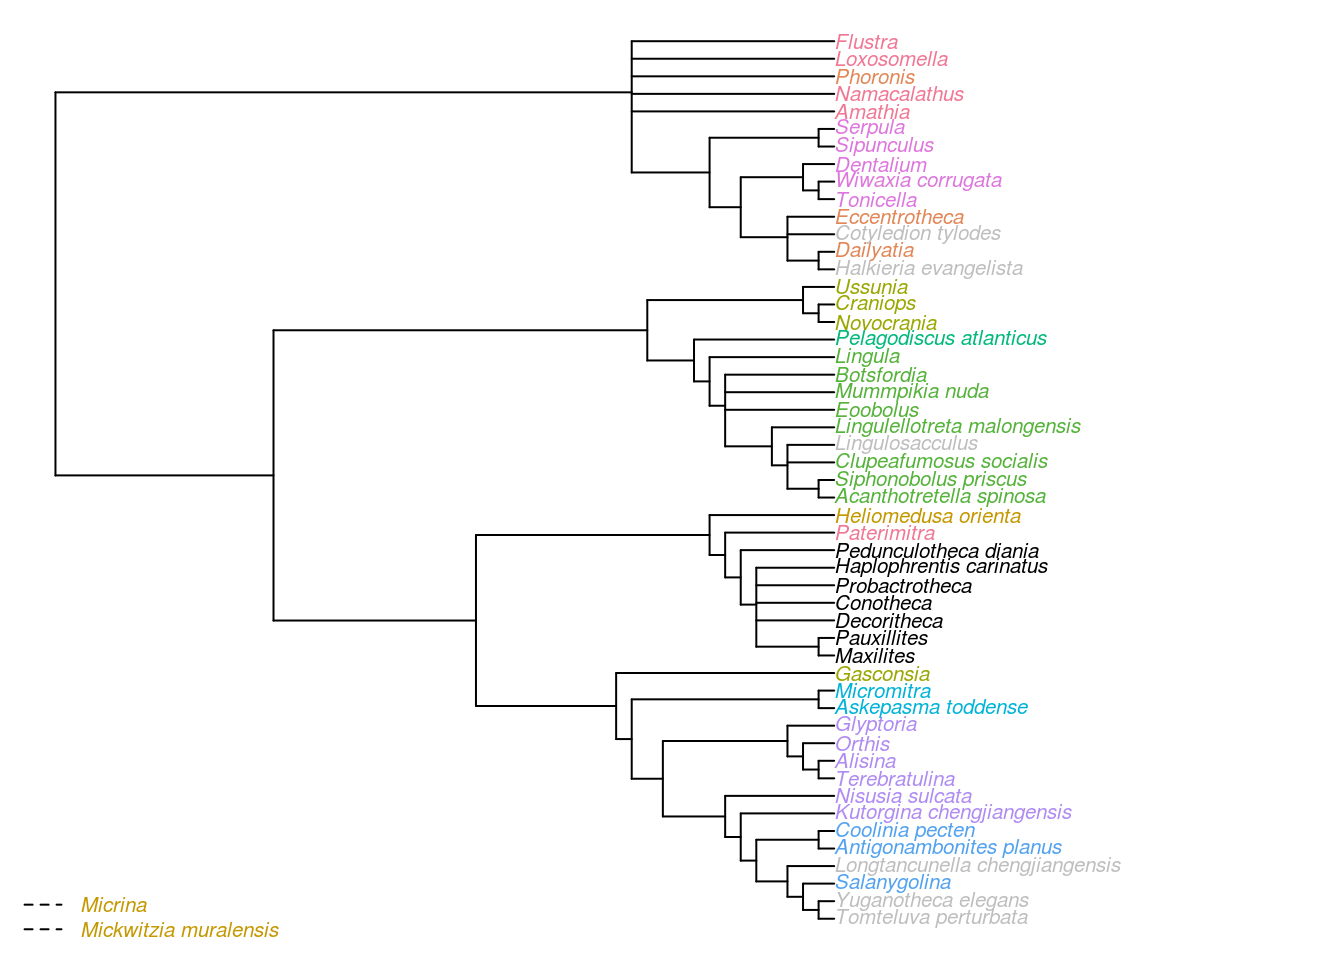 Flustra
Loxosomella
Phoronis
Namacalathus
Amathia
Serpula
Sipunculus
Dentalium
Wiwaxia corrugata
Tonicella
Eccentrotheca
Cotyledion tylodes
Dailyatia
Halkieria evangelista
Ussunia
Craniops
Novocrania
Pelagodiscus atlanticus
Lingula
Botsfordia
Mummpikia nuda
Eoobolus
Lingulellotreta malongensis
Lingulosacculus
Clupeafumosus socialis
Siphonobolus priscus
Acanthotretella spinosa
Heliomedusa orienta
Paterimitra
Pedunculotheca diania
Haplophrentis carinatus
Probactrotheca
Conotheca
Decoritheca
Pauxillites
Maxilites
Gasconsia
Micromitra
Askepasma toddense
Glyptoria
Orthis
Alisina
Terebratulina
Nisusia sulcata
Kutorgina chengjiangensis
Coolinia pecten
Antigonambonites planus
Longtancunella chengjiangensis
Salanygolina
Yuganotheca elegans
Tomteluva perturbata
Micrina
Mickwitzia muralensis